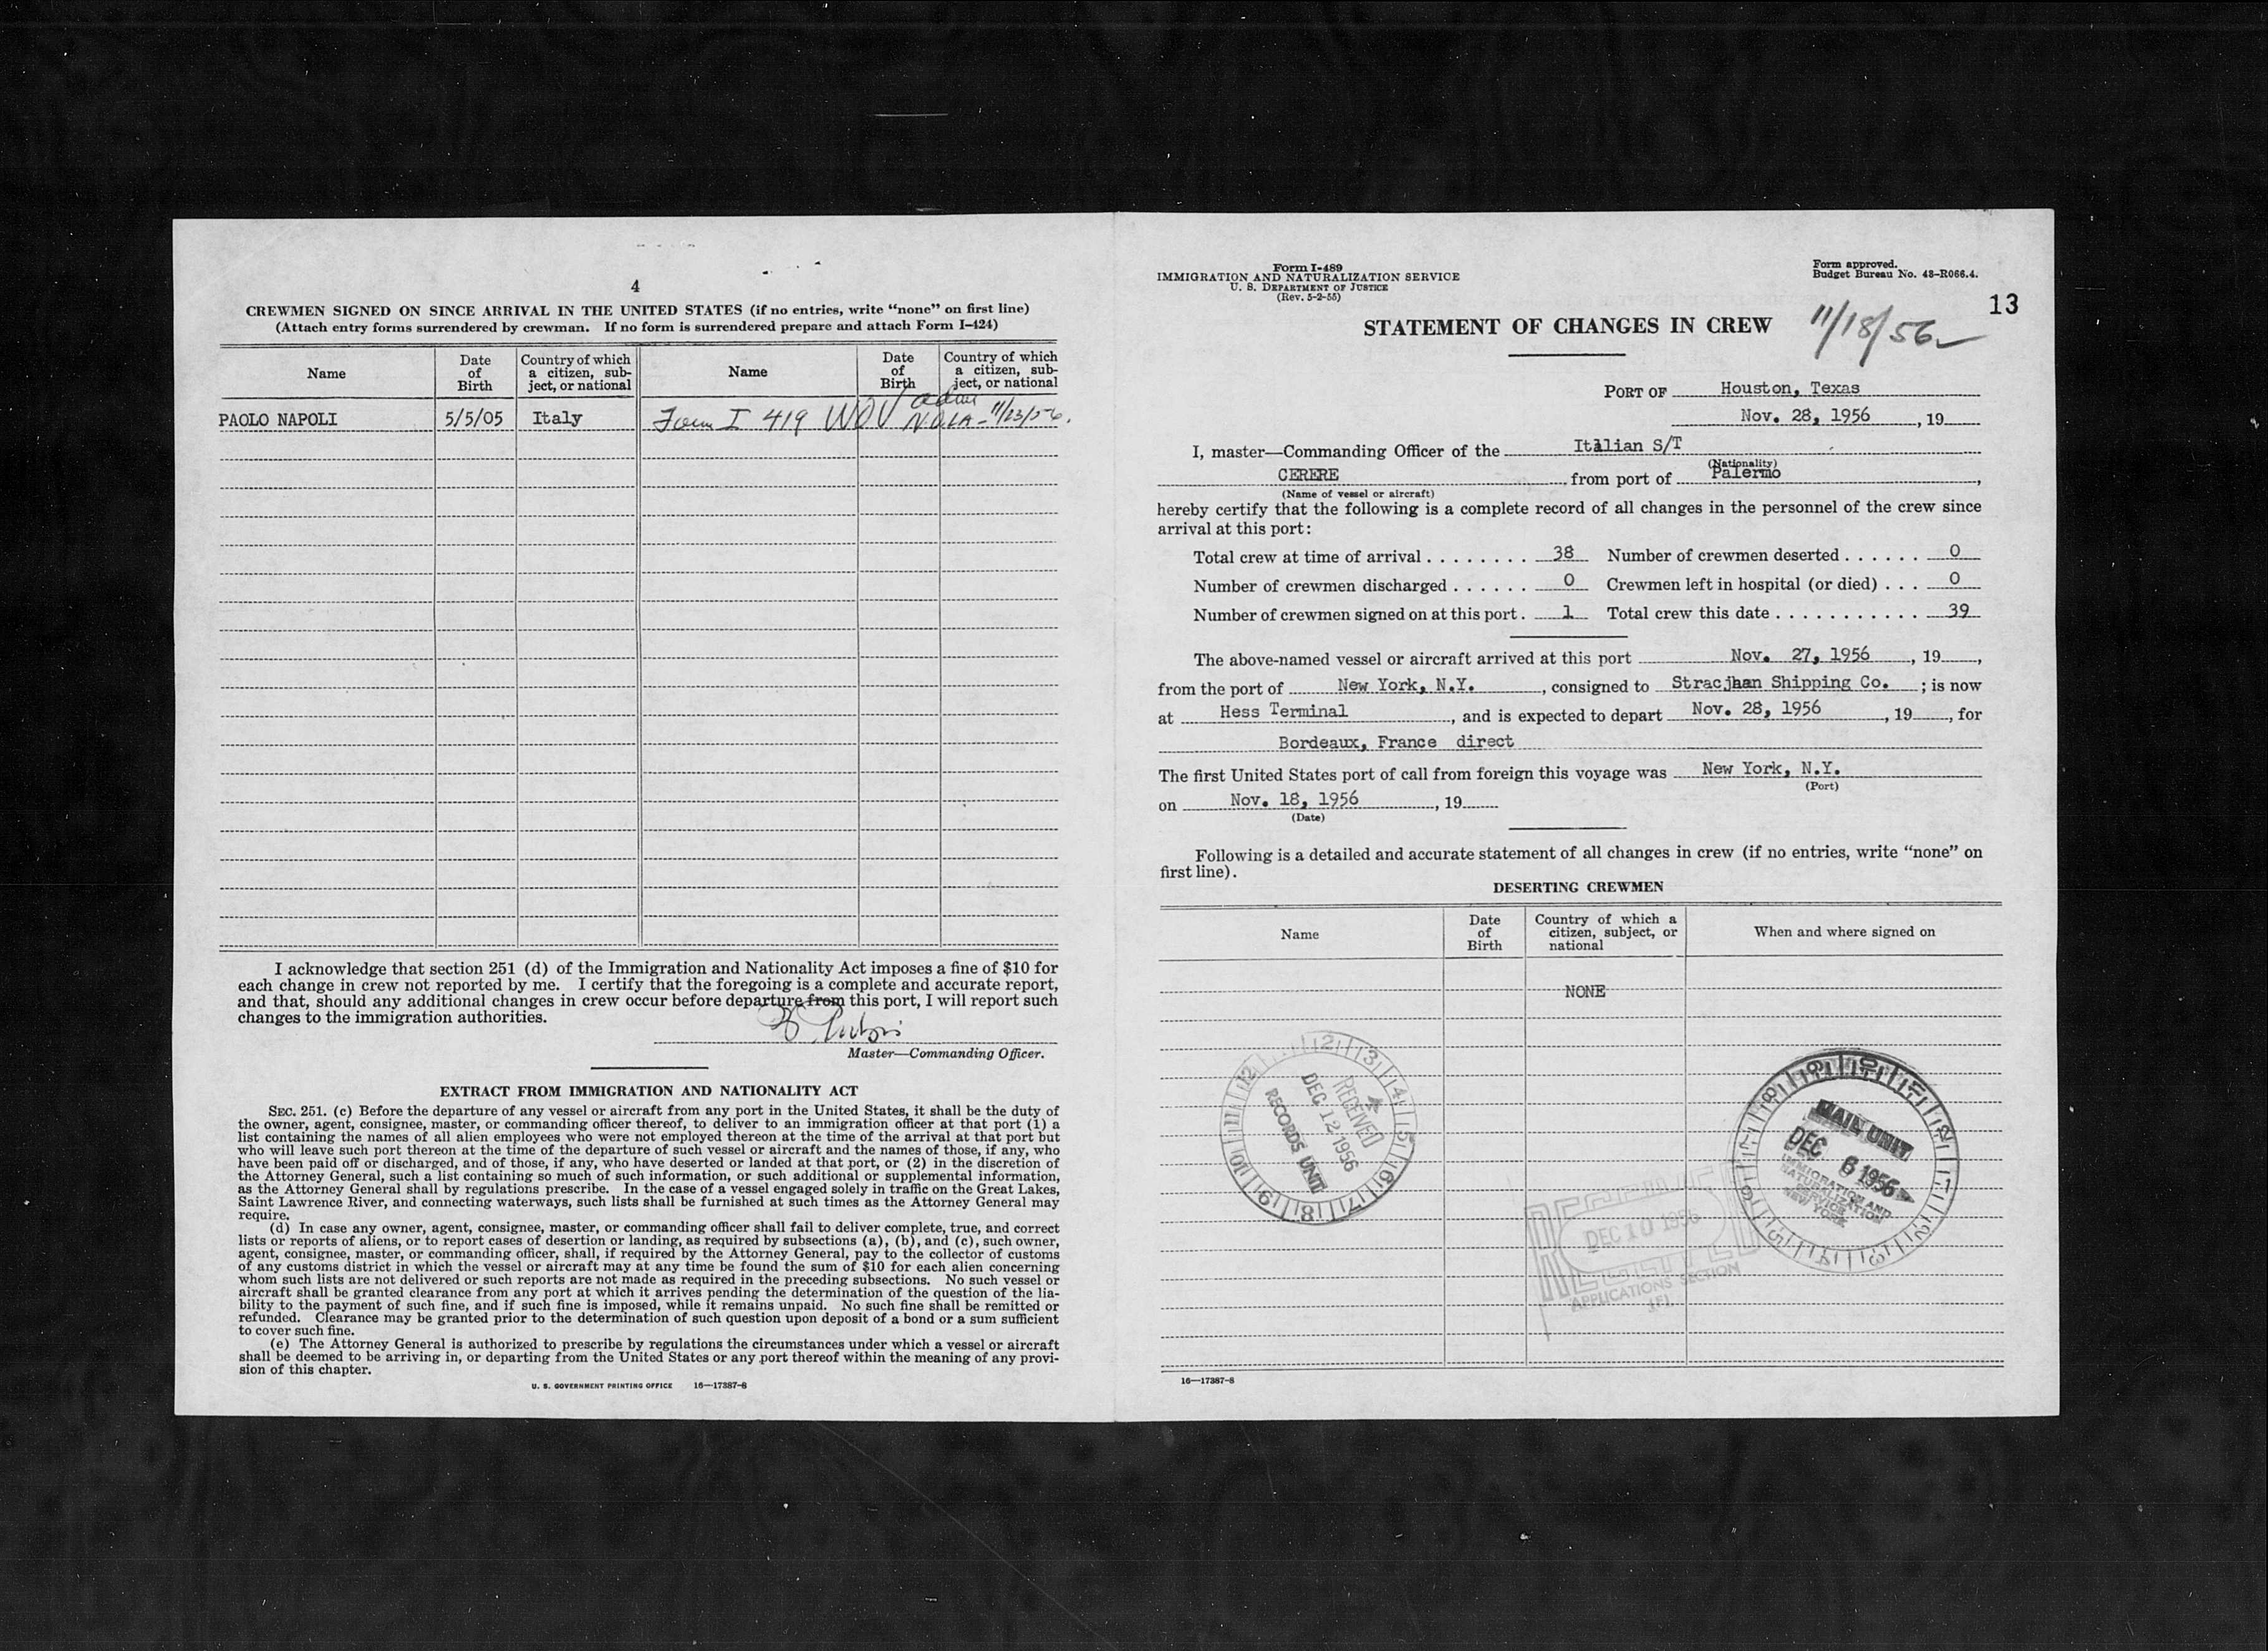 4
CREWMEN SIGNED ON SINCE ARRIVAL IN THE UNITED STATES (if no entries, write “none” on first line)
(Attach entry forms surrendered by crewman. If no form is surrendered prepare and attach Form I-424)
Name Date of Birth Country of which a citizen, subject, or national Name Date of Birth Country of which a citizen, subject, or national
PAOLO NAPOLI 5/5/05 Italy Form I 419 WOV adm N.O.LA - 11/23/56.
I acknowledge that section 251 (d) of the Immigration and Nationality Act imposes a fine of $10 for
each change in crew not reported by me. I certify that the foregoing is a complete and accurate report,
and that, should any additional changes in crew occur before departure from this port, I will report such
changes to the immigration authorities.
Master—Commanding Officer.
EXTRACT FROM IMMIGRATION AND NATIONALITY ACT
SEC. 251. (c) Before the departure of any vessel or aircraft from any port in the United States, it shall be the duty of
the owner, agent, consignee, master, or commanding officer thereof, to deliver to an immigration officer at that port (1) a
list containing the names of all alien employees who were not employed thereon at the time of the arrival at that port but
who will leave such port thereon at the time of the departure of such vessel or aircraft and the names of those, if any, who
have been paid off or discharged, and of those, if any, who have deserted or landed at that port, or (2) in the discretion of
the Attorney General, such a list containing so much of such information, or such additional or supplemental information,
as the Attorney General shall by regulations prescribe. In the case of a vessel engaged solely in traffic on the Great Lakes,
Saint Lawrence River, and connecting waterways, such lists shall be furnished at such times as the Attorney General may
require.
(d) In case any owner, agent, consignee, master, or commanding officer shall fail to deliver complete, true, and correct
lists or reports of aliens, or to report cases of desertion or landing, as required by subsections (a), (b), and (c), such owner,
agent, consignee, master, or commanding officer, shall, if required by the Attorney General, pay to the collector of customs
of any customs district in which the vessel or aircraft may at any time be found the sum of $10 for each alien concerning
whom such lists are not delivered or such reports are not made as required in the preceding subsections. No such vessel or
aircraft shall be granted clearance from any port at which it arrives pending the determination of the question of the lia-
bility to the payment of such fine, and if such fine is imposed, while it remains unpaid. No such fine shall be remitted or
refunded. Clearance may be granted prior to the determination of such question upon deposit of a bond or a sum sufficient
to cover such fine.
(e) The Attorney General is authorized to prescribe by regulations the circumstances under which a vessel or aircraft
shall be deemed to be arriving in, or departing from the United States or any port thereof within the meaning of any provi-
sion of this chapter.
U. S. GOVERNMENT PRINTING OFFICE 16—17387-8
Form I-489
IMMIGRATION AND NATURALIZATION SERVICE
U. S. DEPARTMENT OF JUSTICE
(Rev. 5-2-55)
Form approved.
Budget Bureau No. 43-R066.4.
13
11/18/56
STATEMENT OF CHANGES IN CREW
PORT OF Houston, Texas
Nov. 28, 1956, 19
I, master—Commanding Officer of the Italian S/T
(Nationality)
CERERE from port of Palermo,
(Name of vessel or aircraft)
hereby certify that the following is a complete record of all changes in the personnel of the crew since
arrival at this port:
Total crew at time of arrival 38 Number of crewmen deserted 0
Number of crewmen discharged 0 Crewmen left in hospital (or died) 0
Number of crewmen signed on at this port 1 Total crew this date 39
The above-named vessel or aircraft arrived at this port Nov. 27, 1956, 19,
from the port of New York, N.Y., consigned to Stracjhan Shipping Co. ; is now
at Hess Terminal, and is expected to depart Nov. 28, 1956, 19, for
Bordeaux, France direct
The first United States port of call from foreign this voyage was New York, N.Y.
(Port)
on Nov. 18, 1956, 19
(Date)
Following is a detailed and accurate statement of all changes in crew (if no entries, write “none” on
first line).
DESERTING CREWMEN
Name Date of Birth Country of which a citizen, subject, or national When and where signed on
NONE
RECEIVED
DEC 12 1956
RECORDS UNIT
MAIL UNIT
DEC 6 1956
IMMIGRATION AND
NATURALIZATION
SERVICE
NEW YORK
RECEIVED
DEC 10 1956
APPLICATIONS SECTION
16—17387-8